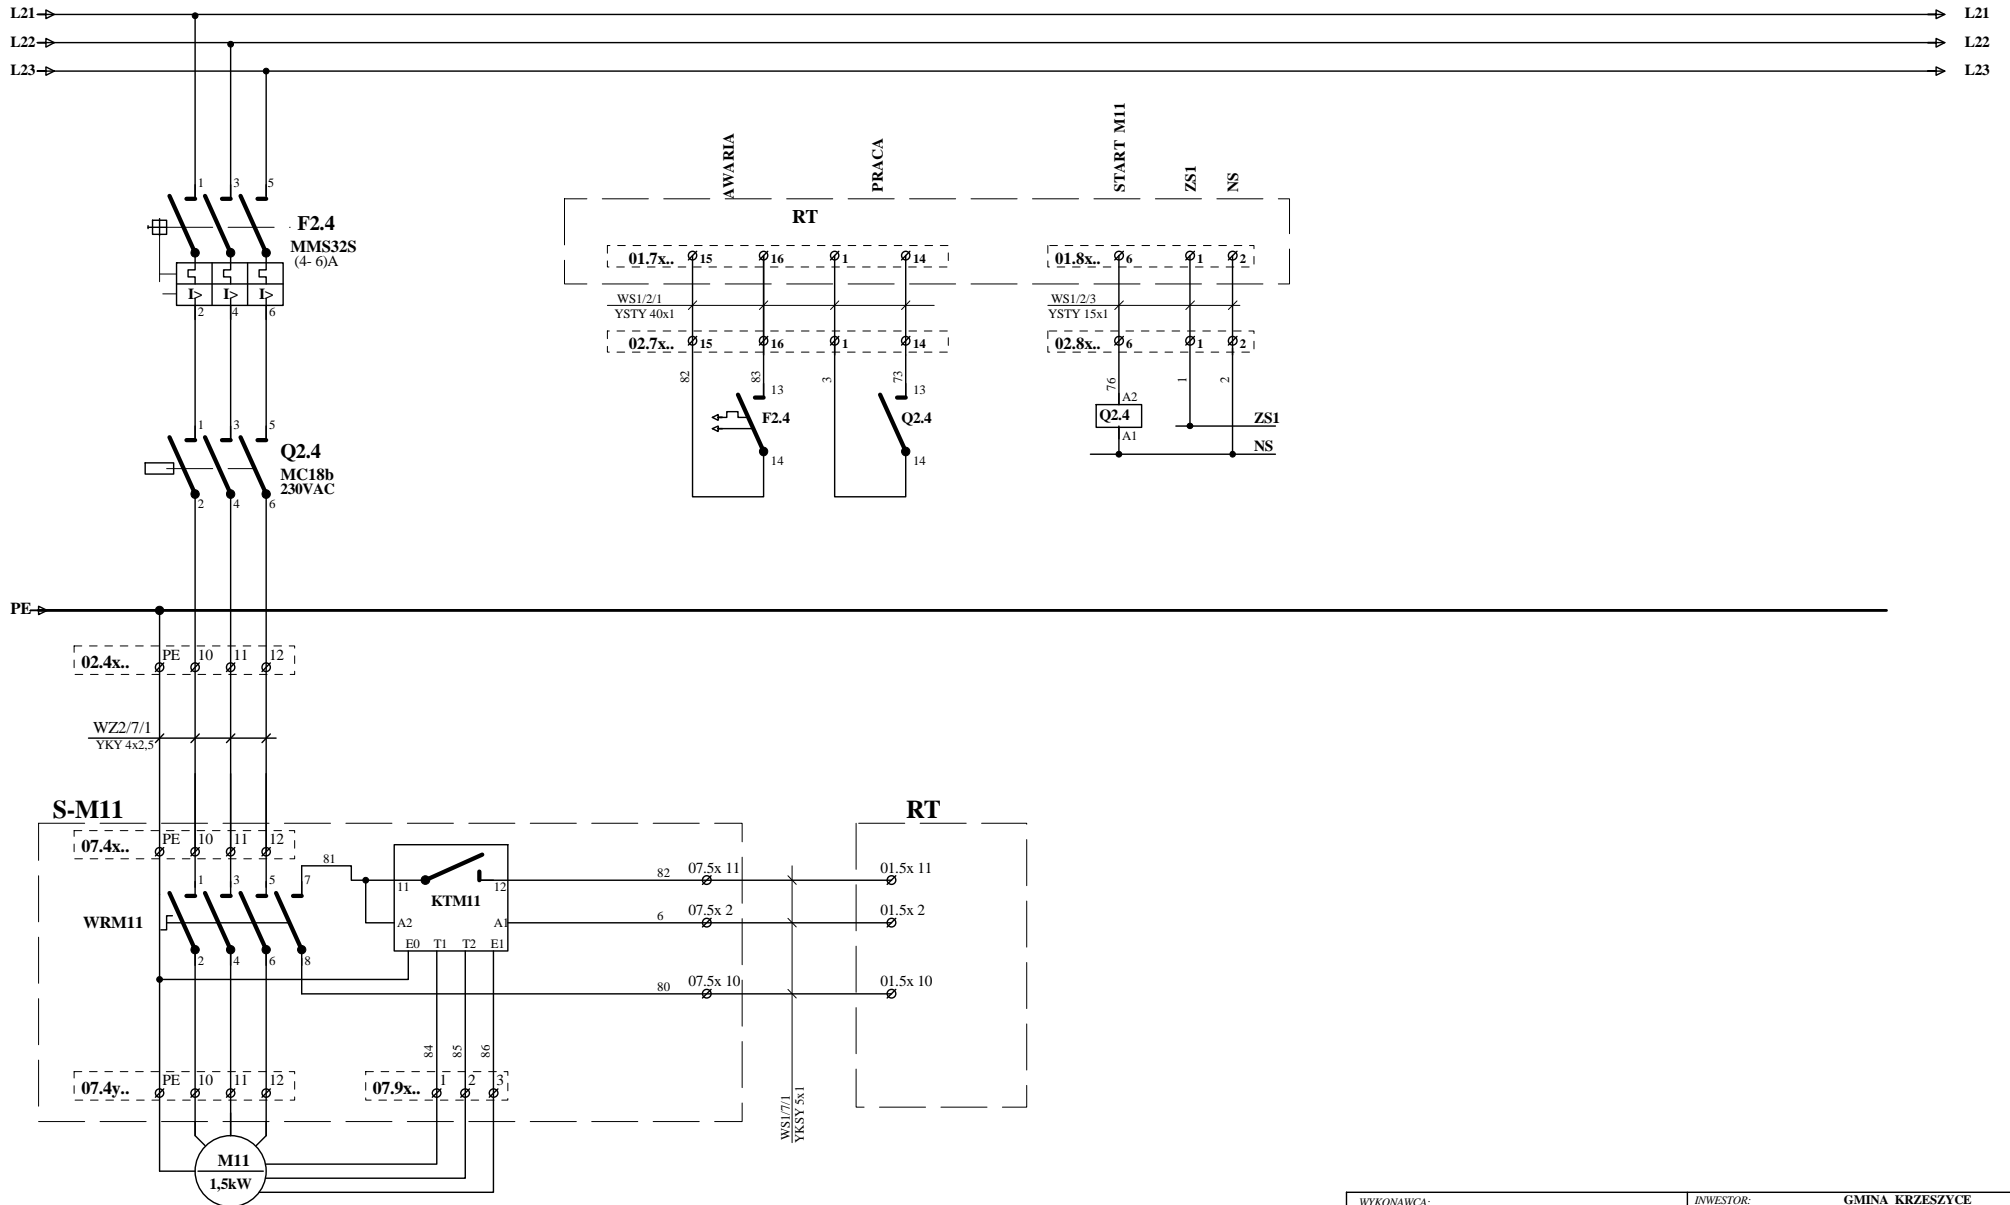 L21 L21
L22 L22
L23 L23
AWARIA
PRACA
START M11
ZS1
NS
1 3 5
F2.4
MMS32S
(4- 6)A
I> I> I>
2 4 6
RT
01.7x.. 15 16 1 14
01.8x.. 6 1 2
WS1/2/1
YSTY 40x1
WS1/2/3
YSTY 15x1
02.7x.. 15 16 1 14
02.8x.. 6 1 2
82 83 3 73 76 1 2
13
F2.4
14
13
Q2.4
14
A2
Q2.4
A1
ZS1
NS
1 3 5
Q2.4
MC18b
230VAC
2 4 6
PE
02.4x.. PE 10 11 12
WZ2/7/1
YKY 4x2,5
S-M11
RT
07.4x.. PE 10 11 12
1 3 5 7
81
WRM11
2 4 6 8
11 12
KTM11
A2 A1
E0 T1 T2 E1
82 07.5x 11 01.5x 11
6 07.5x 2 01.5x 2
80 07.5x 10 01.5x 10
84 85 86
07.4y.. PE 10 11 12
07.9x.. 1 2 3
WS1/7/1
YKSY 5x1
M11
1,5kW
WYKONAWCA:
INWESTOR: GMINA KRZESZYCE